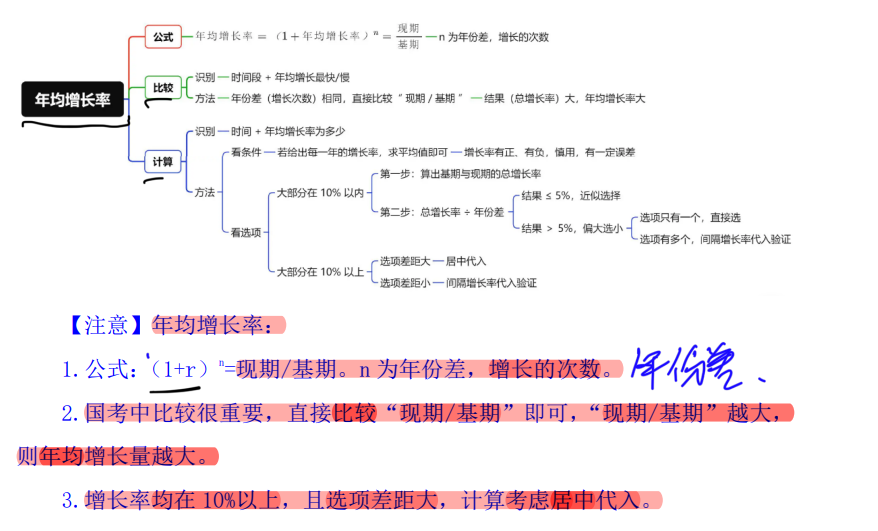 公式
年均增长率 = （1+年均增长率）ⁿ = 现期/基期
n 为年份差，增长的次数
年均增长率
比较
识别
时间段 + 年均增长最快/慢
方法
年份差（增长次数）相同，直接比较“ 现期 / 基期 ”
结果（总增长率）大，年均增长率大
计算
识别
时间 + 年均增长率为多少
方法
看条件
若给出每一年的增长率，求平均值即可
增长率有正、有负，慎用，有一定误差
看选项
大部分在 10% 以内
第一步：算出基期与现期的总增长率
第二步：总增长率 ÷ 年份差
结果 ≤ 5%，近似选择
结果 > 5%，偏大选小
选项只有一个，直接选
选项有多个，间隔增长率代入验证
大部分在 10% 以上
选项差距大
居中代入
选项差距小
间隔增长率代入验证
【注意】年均增长率：
1.公式：（1+r）ⁿ=现期/基期。n 为年份差，增长的次数。 年份差、
2.国考中比较很重要，直接比较“现期/基期”即可，“现期/基期”越大，
则年均增长量越大。
3.增长率均在 10%以上，且选项差距大，计算考虑居中代入。